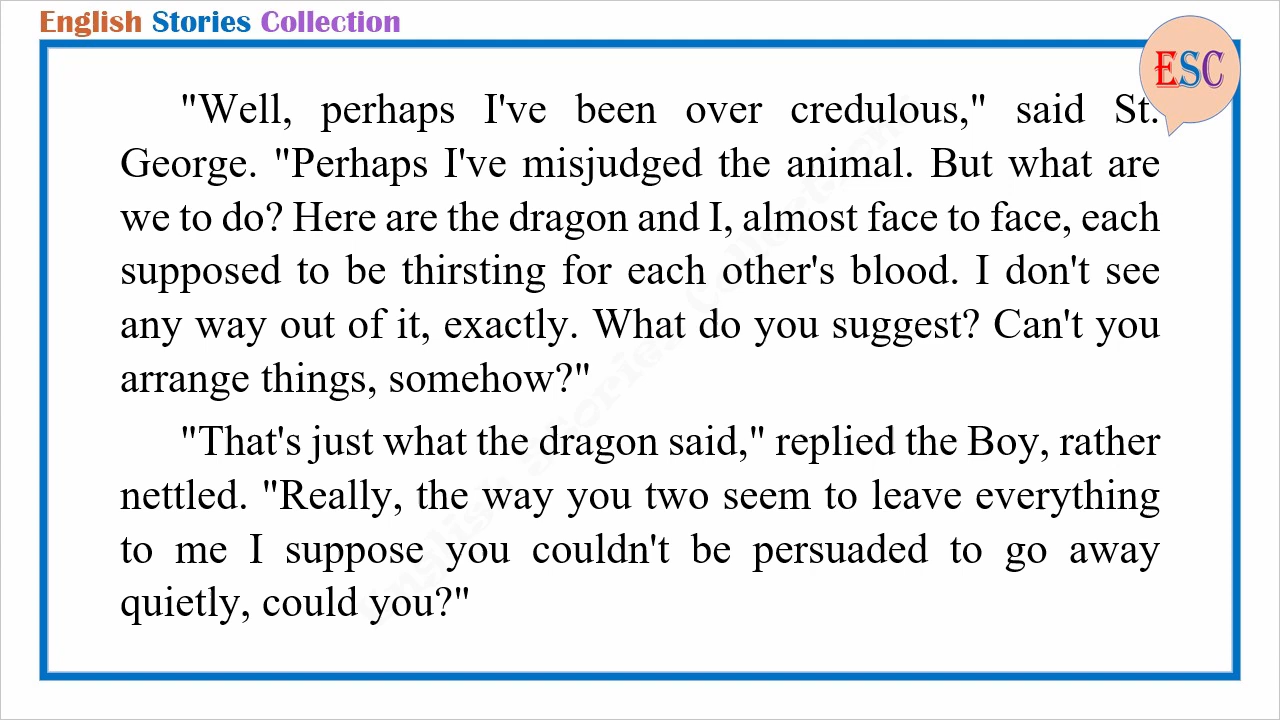 English Stories Collection
ESC
"Well, perhaps I've been over credulous," said St.
George. "Perhaps I've misjudged the animal. But what are
we to do? Here are the dragon and I, almost face to face, each
supposed to be thirsting for each other's blood. I don't see
any way out of it, exactly. What do you suggest? Can't you
arrange things, somehow?"
"That's just what the dragon said," replied the Boy, rather
nettled. "Really, the way you two seem to leave everything
to me I suppose you couldn't be persuaded to go away
quietly, could you?"
English Stories Collection